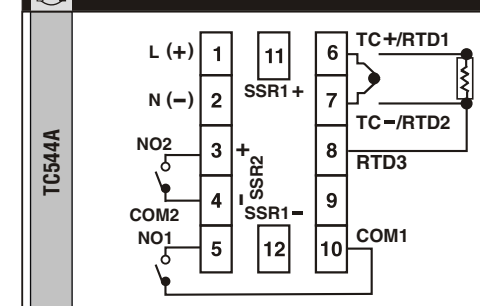 TC544A
L (+) 1 11 6 TC+/RTD1
SSR1+
N (−) 2 7
TC−/RTD2
NO2 3 + 8
RTD3
SSR2
4 - 9
COM2
SSR1−
NO1 5 12 10 COM1